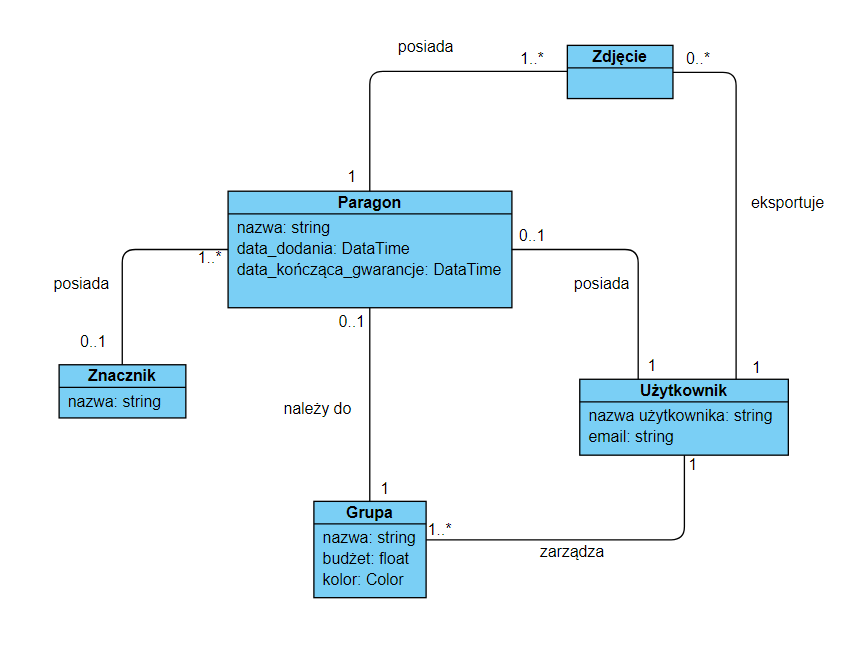 posiada
1..*
Zdjęcie
0..*
1
Paragon
nazwa: string
data_dodania: DataTime
data_kończąca_gwarancje: DataTime
eksportuje
0..1
1..*
posiada
posiada
0..1
0..1
Znacznik
nazwa: string
1
1
Użytkownik
nazwa użytkownika: string
email: string
należy do
1
1
Grupa
nazwa: string
budżet: float
kolor: Color
1..*
zarządza